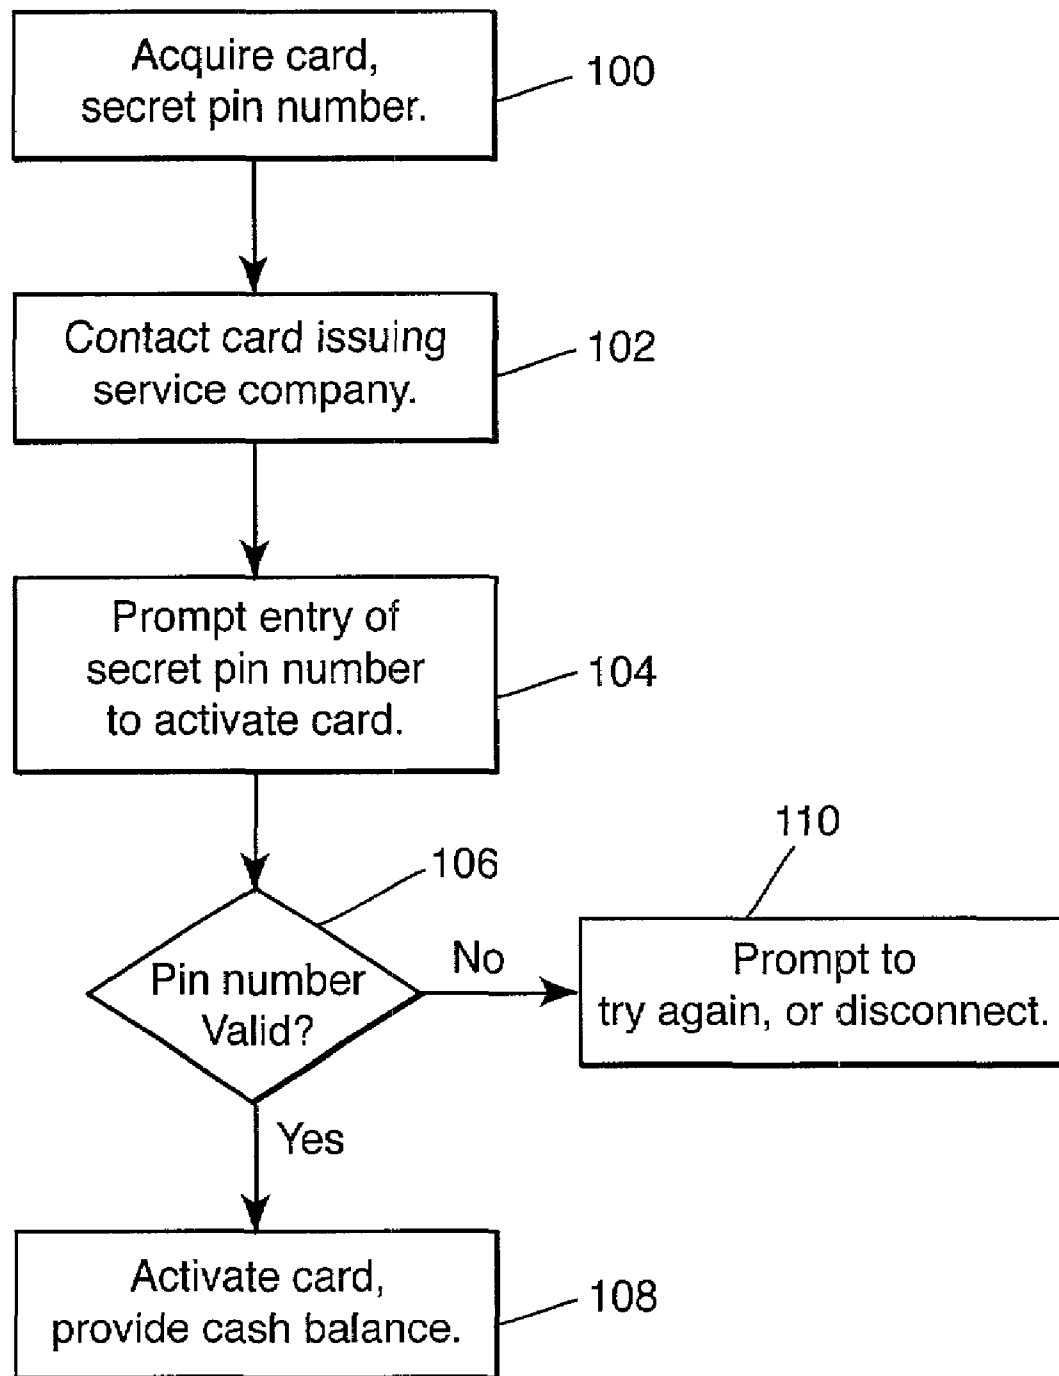 Acquire card,
secret pin number.
100
Contact card issuing
service company.
102
Prompt entry of
secret pin number
to activate card.
104
106
Pin number
Valid?
No
110
Prompt to
try again, or disconnect.
Yes
Activate card,
provide cash balance.
108